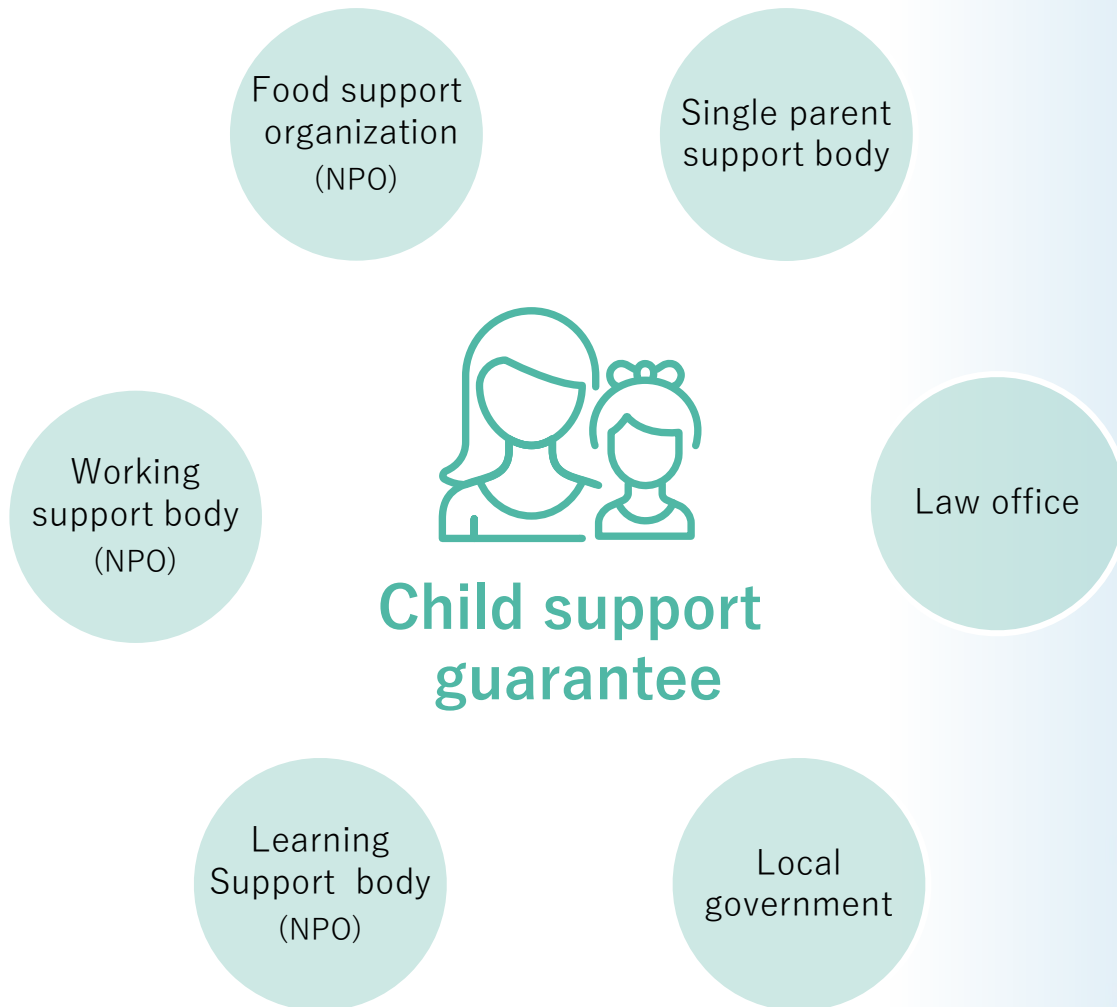 Food support
organization
(NPO)
Single parent
support body
Working
support body
(NPO)
Law office
Child support
guarantee
Learning
Support body
(NPO)
Local
government